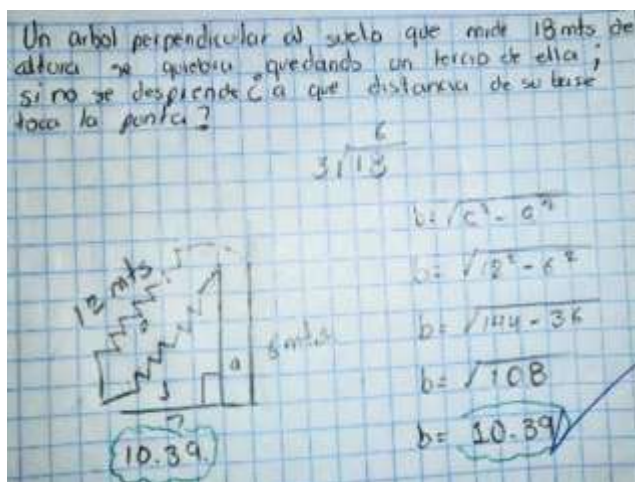 Un arbol perpendicular al suelo que mide 18 mts de
altura se quiebra quedando un tercio de ella ;
si no se desprende ¿a que distancia de su base
toca la punta?
6
3√18
b=√c²-a²
b=√12²-6²
b=√144-36
b=√108
b= 10.39
12 mts
6 mts
a
10.39.